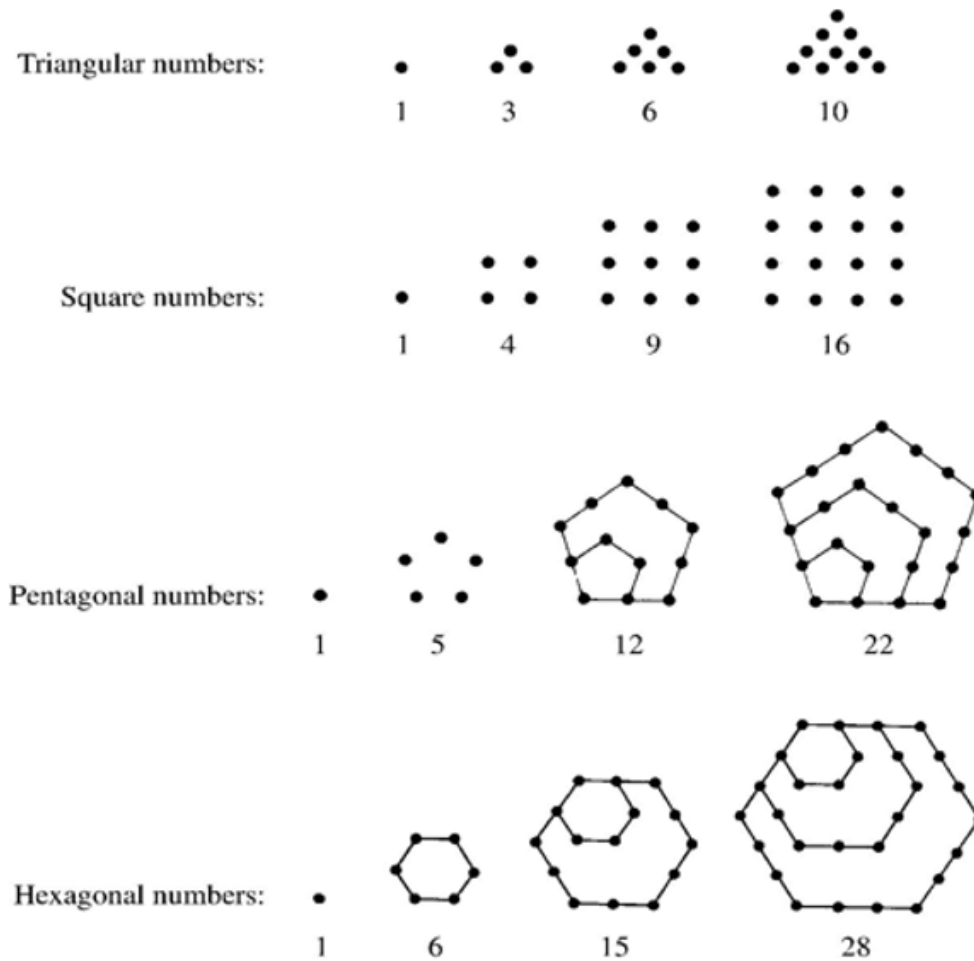 Triangular numbers:
1 3 6 10
Square numbers:
1 4 9 16
Pentagonal numbers:
1 5 12 22
Hexagonal numbers:
1 6 15 28